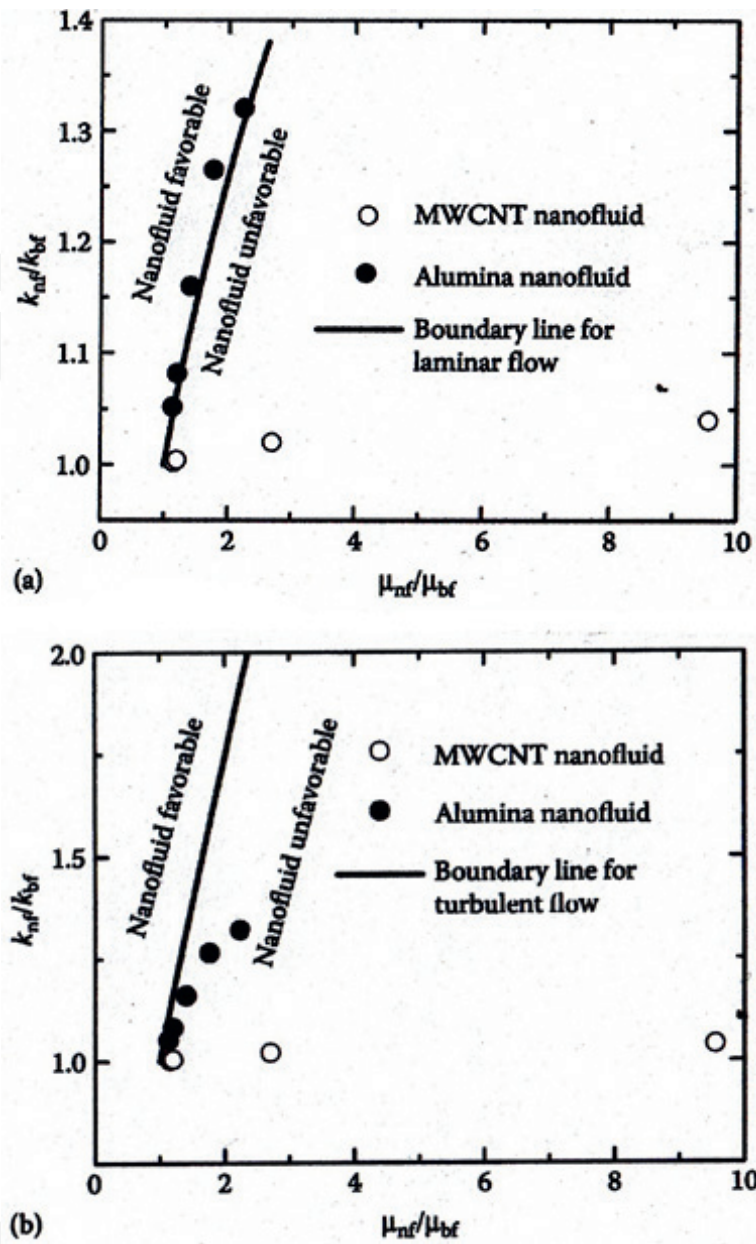 1.4
1.3
1.2
1.1
1.0
k_nf/k_bf
Nanofluid favorable
Nanofluid unfavorable
MWCNT nanofluid
Alumina nanofluid
Boundary line for
laminar flow
0 2 4 6 8 10
(a)
μ_nf/μ_bf
2.0
1.5
1.0
k_nf/k_bf
Nanofluid favorable
Nanofluid unfavorable
MWCNT nanofluid
Alumina nanofluid
Boundary line for
turbulent flow
0 2 4 6 8 10
(b)
μ_nf/μ_bf